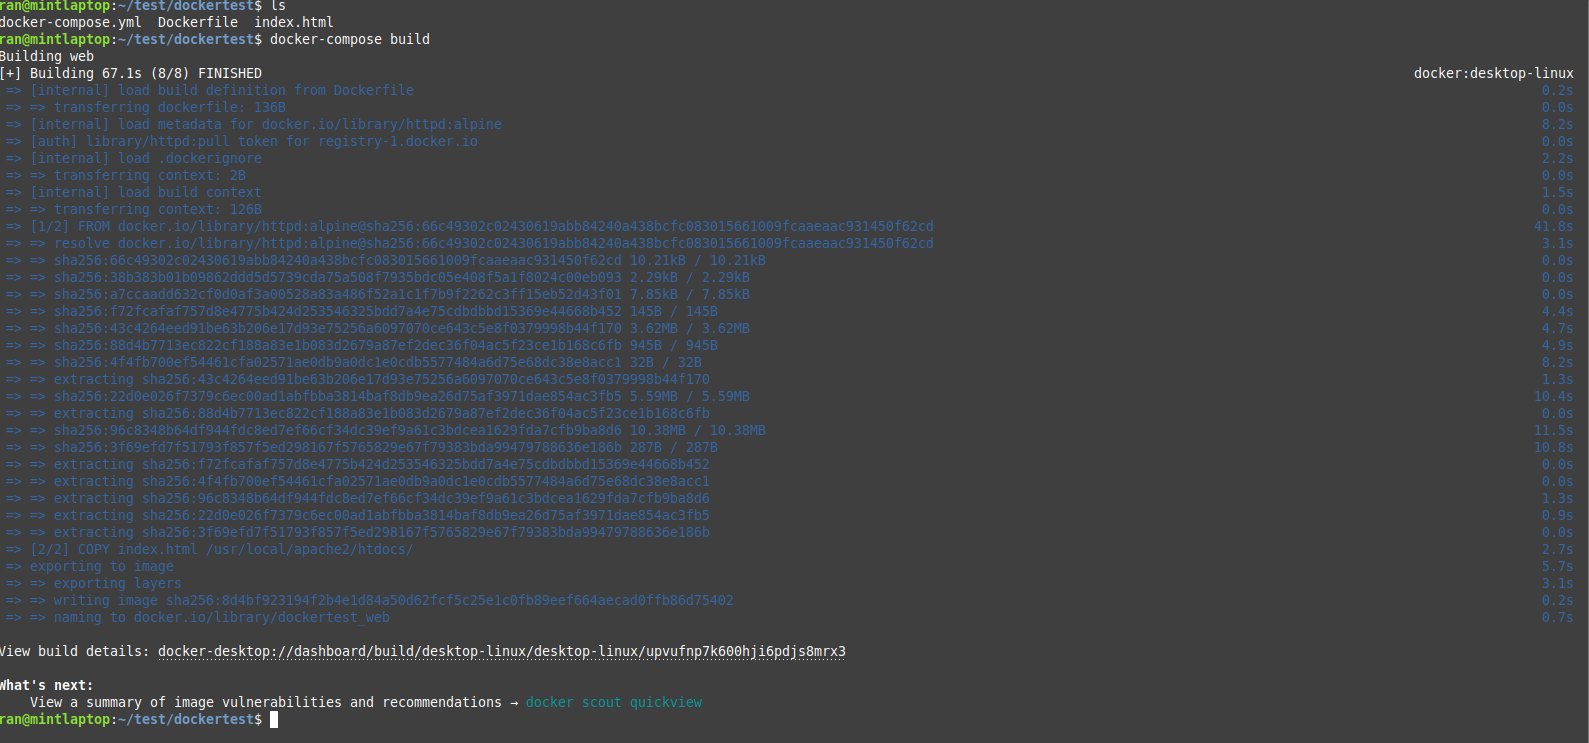 ran@mintlaptop:~/test/dockertest$ ls
docker-compose.yml  Dockerfile  index.html
ran@mintlaptop:~/test/dockertest$ docker-compose build
Building web
[+] Building 67.1s (8/8) FINISHED docker:desktop-linux
=> [internal] load build definition from Dockerfile 0.2s
=> => transferring dockerfile: 136B 0.0s
=> [internal] load metadata for docker.io/library/httpd:alpine 8.2s
=> [auth] library/httpd:pull token for registry-1.docker.io 0.0s
=> [internal] load .dockerignore 2.2s
=> => transferring context: 2B 0.0s
=> [internal] load build context 1.5s
=> => transferring context: 126B 0.0s
=> [1/2] FROM docker.io/library/httpd:alpine@sha256:66c49302c02430619abb84240a438bcfc083015661009fcaaeaac931450f62cd 41.8s
=> => resolve docker.io/library/httpd:alpine@sha256:66c49302c02430619abb84240a438bcfc083015661009fcaaeaac931450f62cd 3.1s
=> => sha256:66c49302c02430619abb84240a438bcfc083015661009fcaaeaac931450f62cd 10.21kB / 10.21kB 0.0s
=> => sha256:38b383b01b09862ddd5d5739cda75a508f7935bdc05e408f5a1f8024c00eb093 2.29kB / 2.29kB 0.0s
=> => sha256:a7ccaadd632cf0d0af3a00528a83a486f52a1c1f7b9f2262c3ff15eb52d43f01 7.85kB / 7.85kB 0.0s
=> => sha256:f72fcafaf757d8e4775b424d253546325bdd7a4e75cdbdbbd15369e44668b452 145B / 145B 4.4s
=> => sha256:43c4264eed91be63b206e17d93e75256a6097070ce643c5e8f0379998b44f170 3.62MB / 3.62MB 4.7s
=> => sha256:88d4b7713ec822cf188a83e1b083d2679a87ef2dec36f04ac5f23ce1b168c6fb 945B / 945B 4.9s
=> => sha256:4f4fb700ef54461cfa02571ae0db9a0dc1e0cdb5577484a6d75e68dc38e8acc1 32B / 32B 8.2s
=> => extracting sha256:43c4264eed91be63b206e17d93e75256a6097070ce643c5e8f0379998b44f170 1.3s
=> => sha256:22d0e026f7379c6ec00ad1abfbba3814baf8db9ea26d75af3971dae854ac3fb5 5.59MB / 5.59MB 10.4s
=> => extracting sha256:88d4b7713ec822cf188a83e1b083d2679a87ef2dec36f04ac5f23ce1b168c6fb 0.0s
=> => sha256:96c8348b64df944fdc8ed7ef66cf34dc39ef9a61c3bdcea1629fda7cfb9ba8d6 10.38MB / 10.38MB 11.5s
=> => sha256:3f69efd7f51793f857f5ed298167f5765829e67f79383bda99479788636e186b 287B / 287B 10.8s
=> => extracting sha256:f72fcafaf757d8e4775b424d253546325bdd7a4e75cdbdbbd15369e44668b452 0.0s
=> => extracting sha256:4f4fb700ef54461cfa02571ae0db9a0dc1e0cdb5577484a6d75e68dc38e8acc1 0.0s
=> => extracting sha256:96c8348b64df944fdc8ed7ef66cf34dc39ef9a61c3bdcea1629fda7cfb9ba8d6 1.3s
=> => extracting sha256:22d0e026f7379c6ec00ad1abfbba3814baf8db9ea26d75af3971dae854ac3fb5 0.9s
=> => extracting sha256:3f69efd7f51793f857f5ed298167f5765829e67f79383bda99479788636e186b 0.0s
=> [2/2] COPY index.html /usr/local/apache2/htdocs/ 2.7s
=> exporting to image 5.7s
=> => exporting layers 3.1s
=> => writing image sha256:8d4bf923194f2b4e1d84a50d62fcf5c25e1c0fb89eef664aecad0ffb86d75402 0.2s
=> => naming to docker.io/library/dockertest_web 0.7s
View build details: docker-desktop://dashboard/build/desktop-linux/desktop-linux/upvufnp7k600hji6pdjs8mrx3
What's next:
View a summary of image vulnerabilities and recommendations → docker scout quickview
ran@mintlaptop:~/test/dockertest$